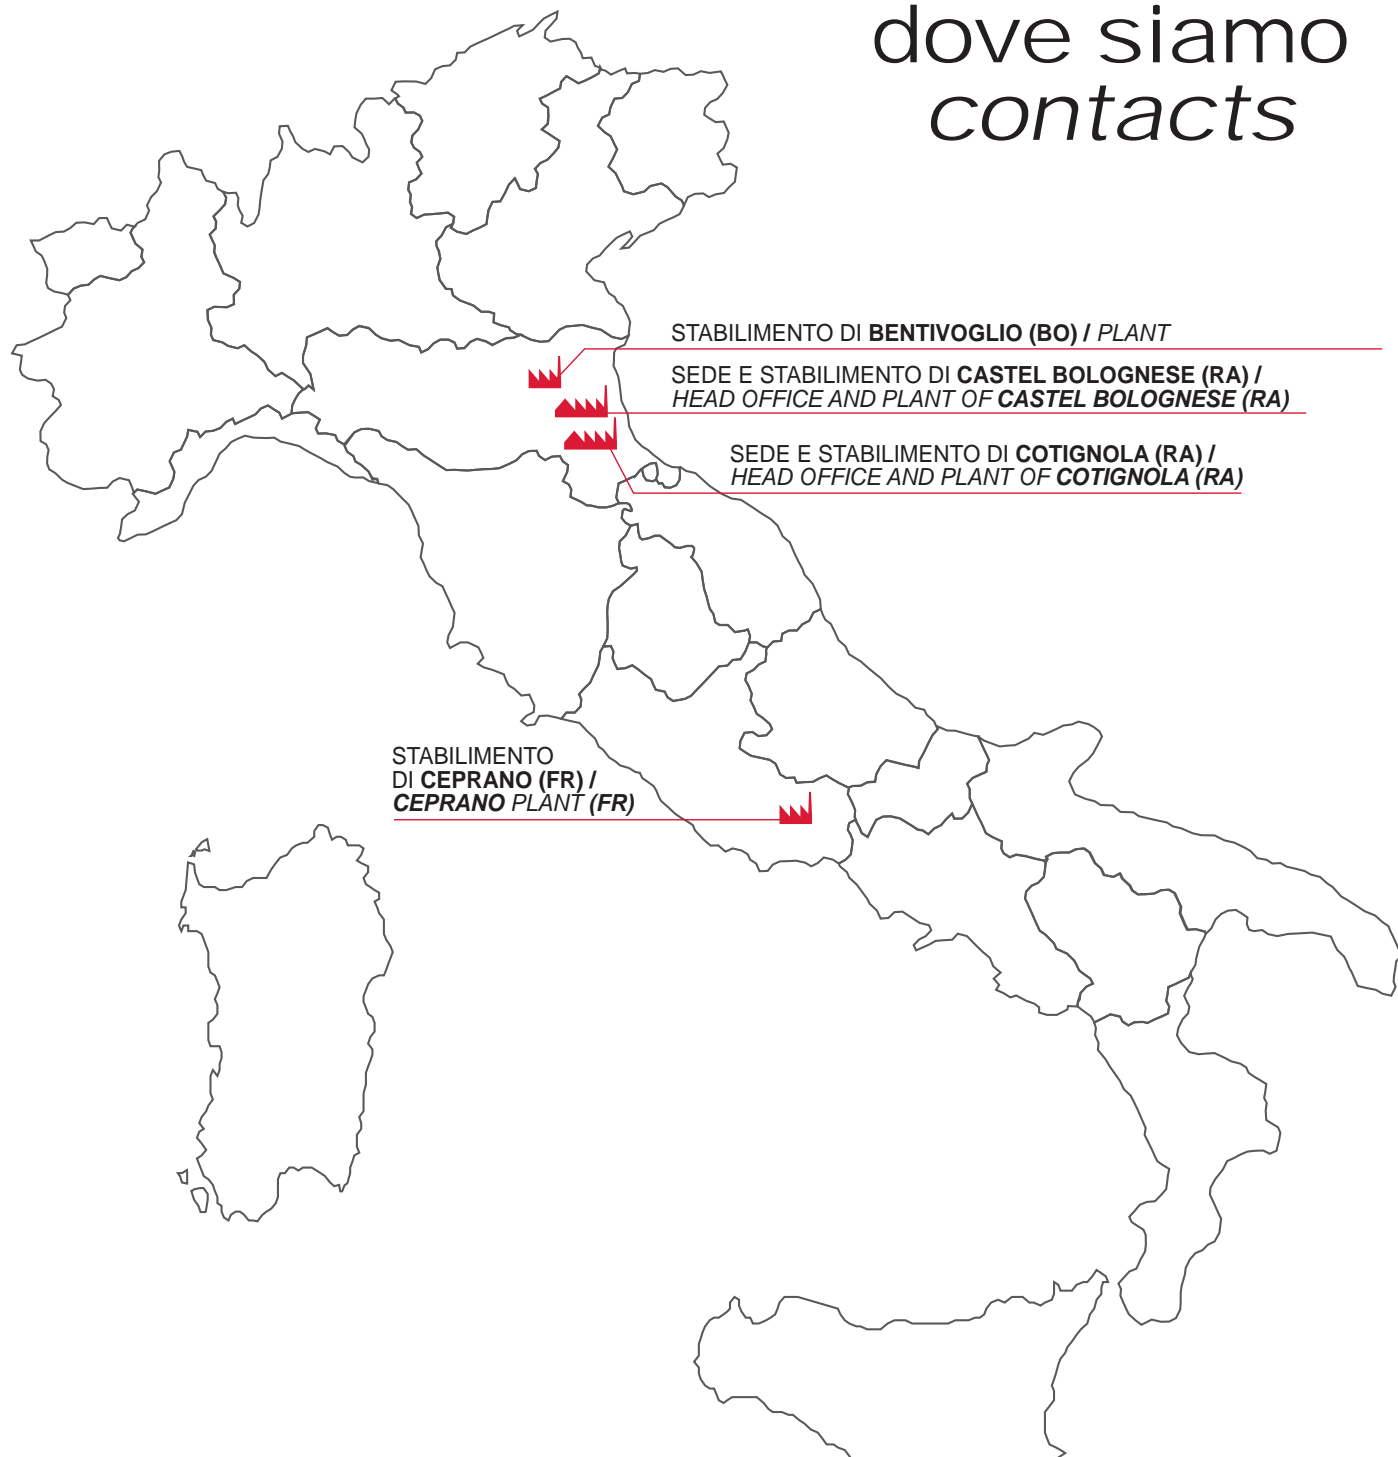 dove siamo
contacts
STABILIMENTO DI BENTIVOGLIO (BO) / PLANT
SEDE E STABILIMENTO DI CASTEL BOLOGNESE (RA) /
HEAD OFFICE AND PLANT OF CASTEL BOLOGNESE (RA)
SEDE E STABILIMENTO DI COTIGNOLA (RA) /
HEAD OFFICE AND PLANT OF COTIGNOLA (RA)
STABILIMENTO
DI CEPRANO (FR) /
CEPRANO PLANT (FR)